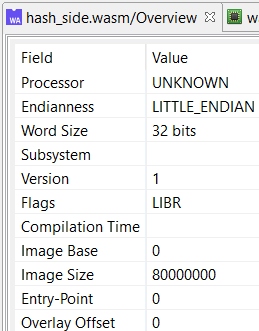 WA hash_side.wasm/Overview w
Field Value
Processor UNKNOWN
Endianness LITTLE_ENDIAN
Word Size 32 bits
Subsystem
Version 1
Flags LIBR
Compilation Time
Image Base 0
Image Size 80000000
Entry-Point 0
Overlay Offset 0